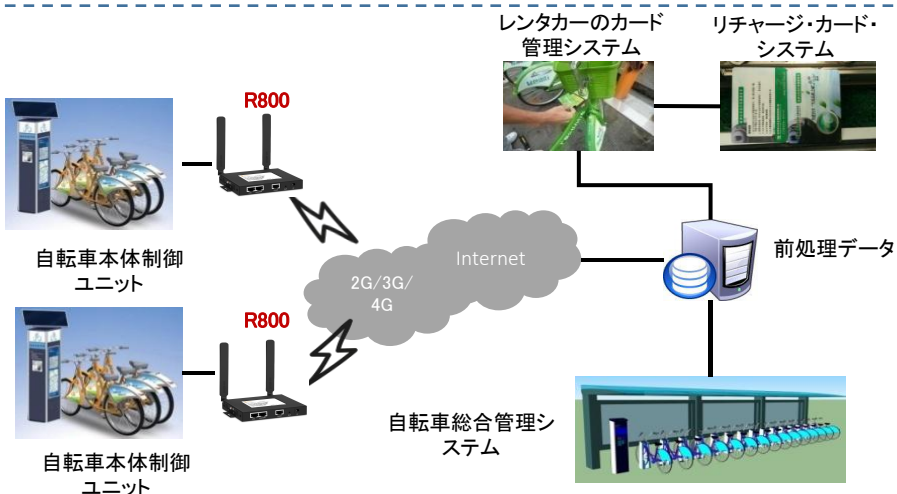 レンタカーのカード
管理システム
リチャージ・カード・
システム
R800
自転車本体制御
ユニット
Internet
2G/3G/
4G
前処理データ
R800
自転車総合管理シ
ステム
自転車本体制御
ユニット